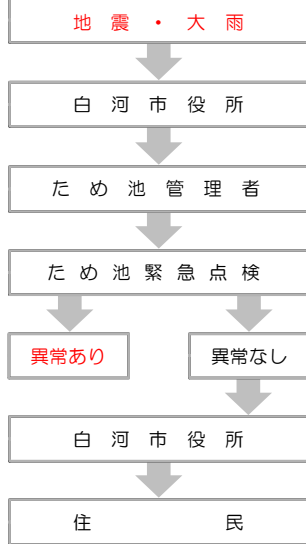 地震・大雨
白河市役所
ため池管理者
ため池緊急点検
異常あり 異常なし
白河市役所
住民